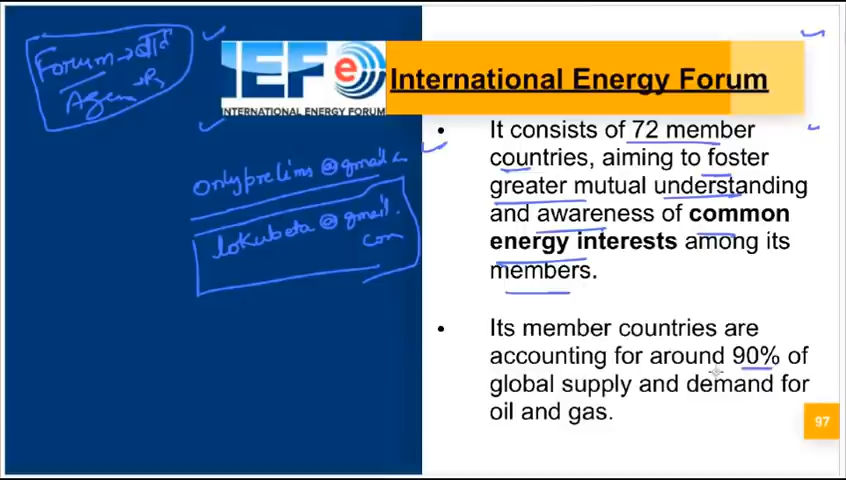 Forum →
IEF e
INTERNATIONAL ENERGY FORUM
International Energy Forum
onlyprelims @ gmail
lokubeta @ gmail.
com
• It consists of 72 member
countries, aiming to foster
greater mutual understanding
and awareness of common
energy interests among its
members.
• Its member countries are
accounting for around 90% of
global supply and demand for
oil and gas.
97